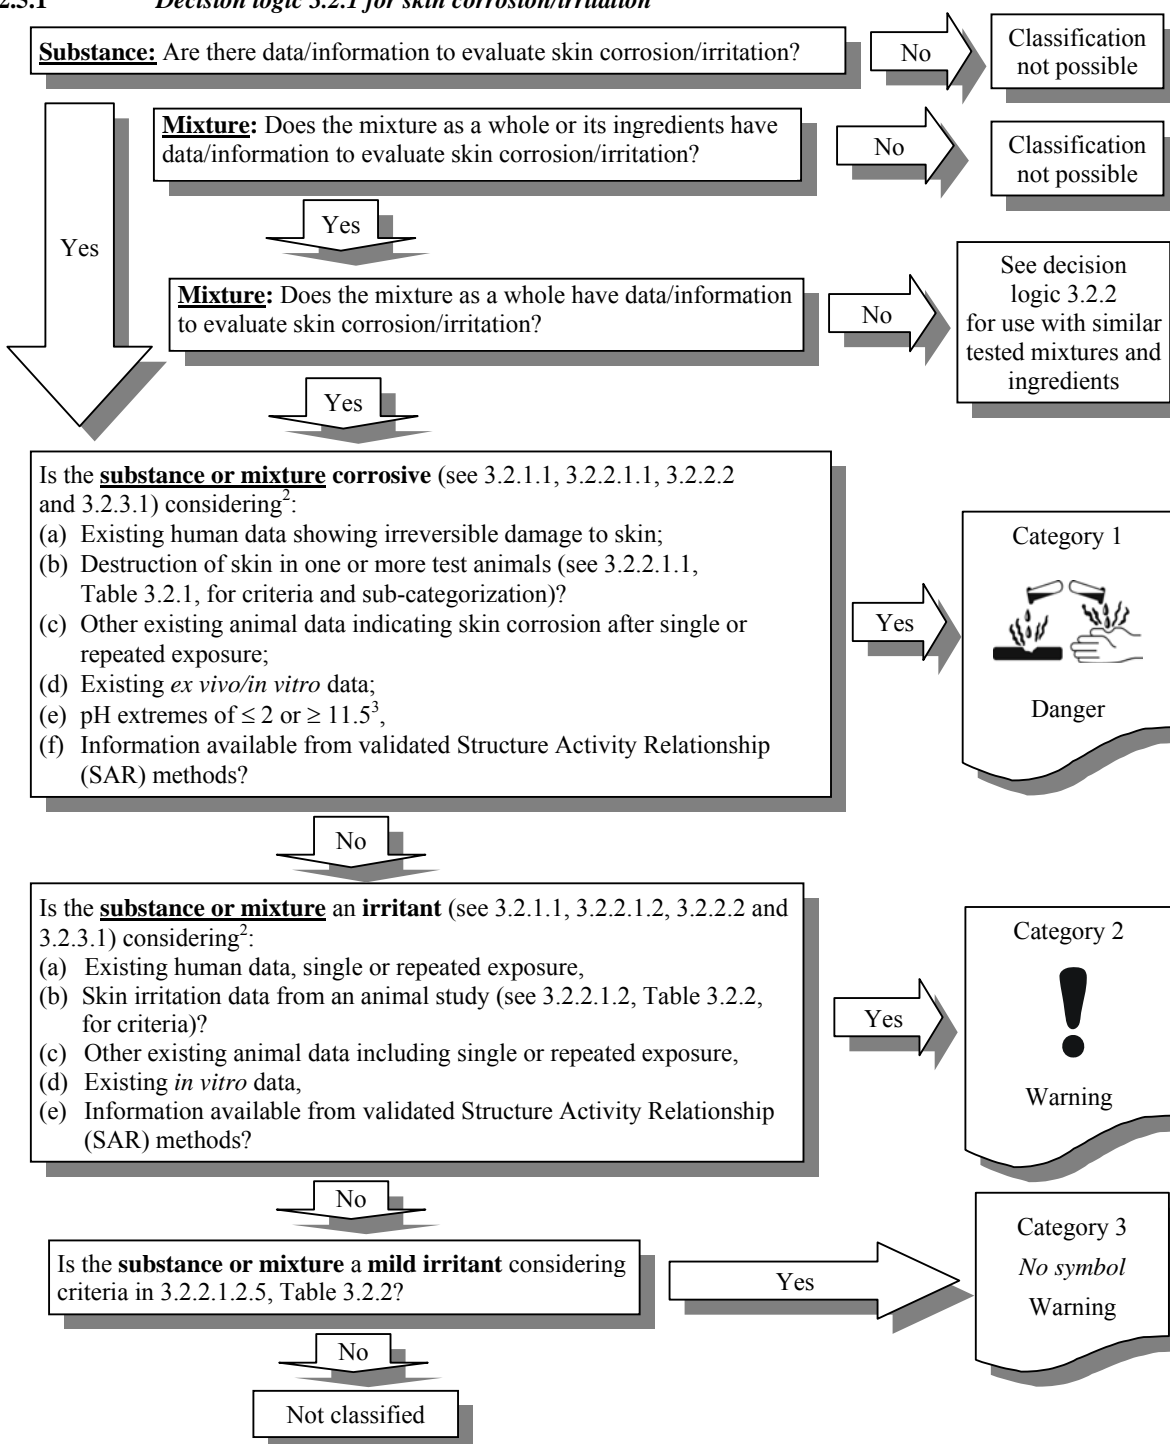 2.5.1 Decision logic 3.2.1 for skin corrosion/irritation
Substance: Are there data/information to evaluate skin corrosion/irritation?
No
Classification
not possible
Mixture: Does the mixture as a whole or its ingredients have
data/information to evaluate skin corrosion/irritation?
No
Classification
not possible
Yes
Yes
Mixture: Does the mixture as a whole have data/information
to evaluate skin corrosion/irritation?
No
See decision
logic 3.2.2
for use with similar
tested mixtures and
ingredients
Yes
Is the substance or mixture corrosive (see 3.2.1.1, 3.2.2.1.1, 3.2.2.2
and 3.2.3.1) considering²:
(a) Existing human data showing irreversible damage to skin;
(b) Destruction of skin in one or more test animals (see 3.2.2.1.1,
Table 3.2.1, for criteria and sub-categorization)?
(c) Other existing animal data indicating skin corrosion after single or
repeated exposure;
(d) Existing ex vivo/in vitro data;
(e) pH extremes of ≤ 2 or ≥ 11.5³,
(f) Information available from validated Structure Activity Relationship
(SAR) methods?
Yes
Category 1
Danger
No
Is the substance or mixture an irritant (see 3.2.1.1, 3.2.2.1.2, 3.2.2.2 and
3.2.3.1) considering²:
(a) Existing human data, single or repeated exposure,
(b) Skin irritation data from an animal study (see 3.2.2.1.2, Table 3.2.2,
for criteria)?
(c) Other existing animal data including single or repeated exposure,
(d) Existing in vitro data,
(e) Information available from validated Structure Activity Relationship
(SAR) methods?
Yes
Category 2
Warning
No
Is the substance or mixture a mild irritant considering
criteria in 3.2.2.1.2.5, Table 3.2.2?
Yes
Category 3
No symbol
Warning
No
Not classified